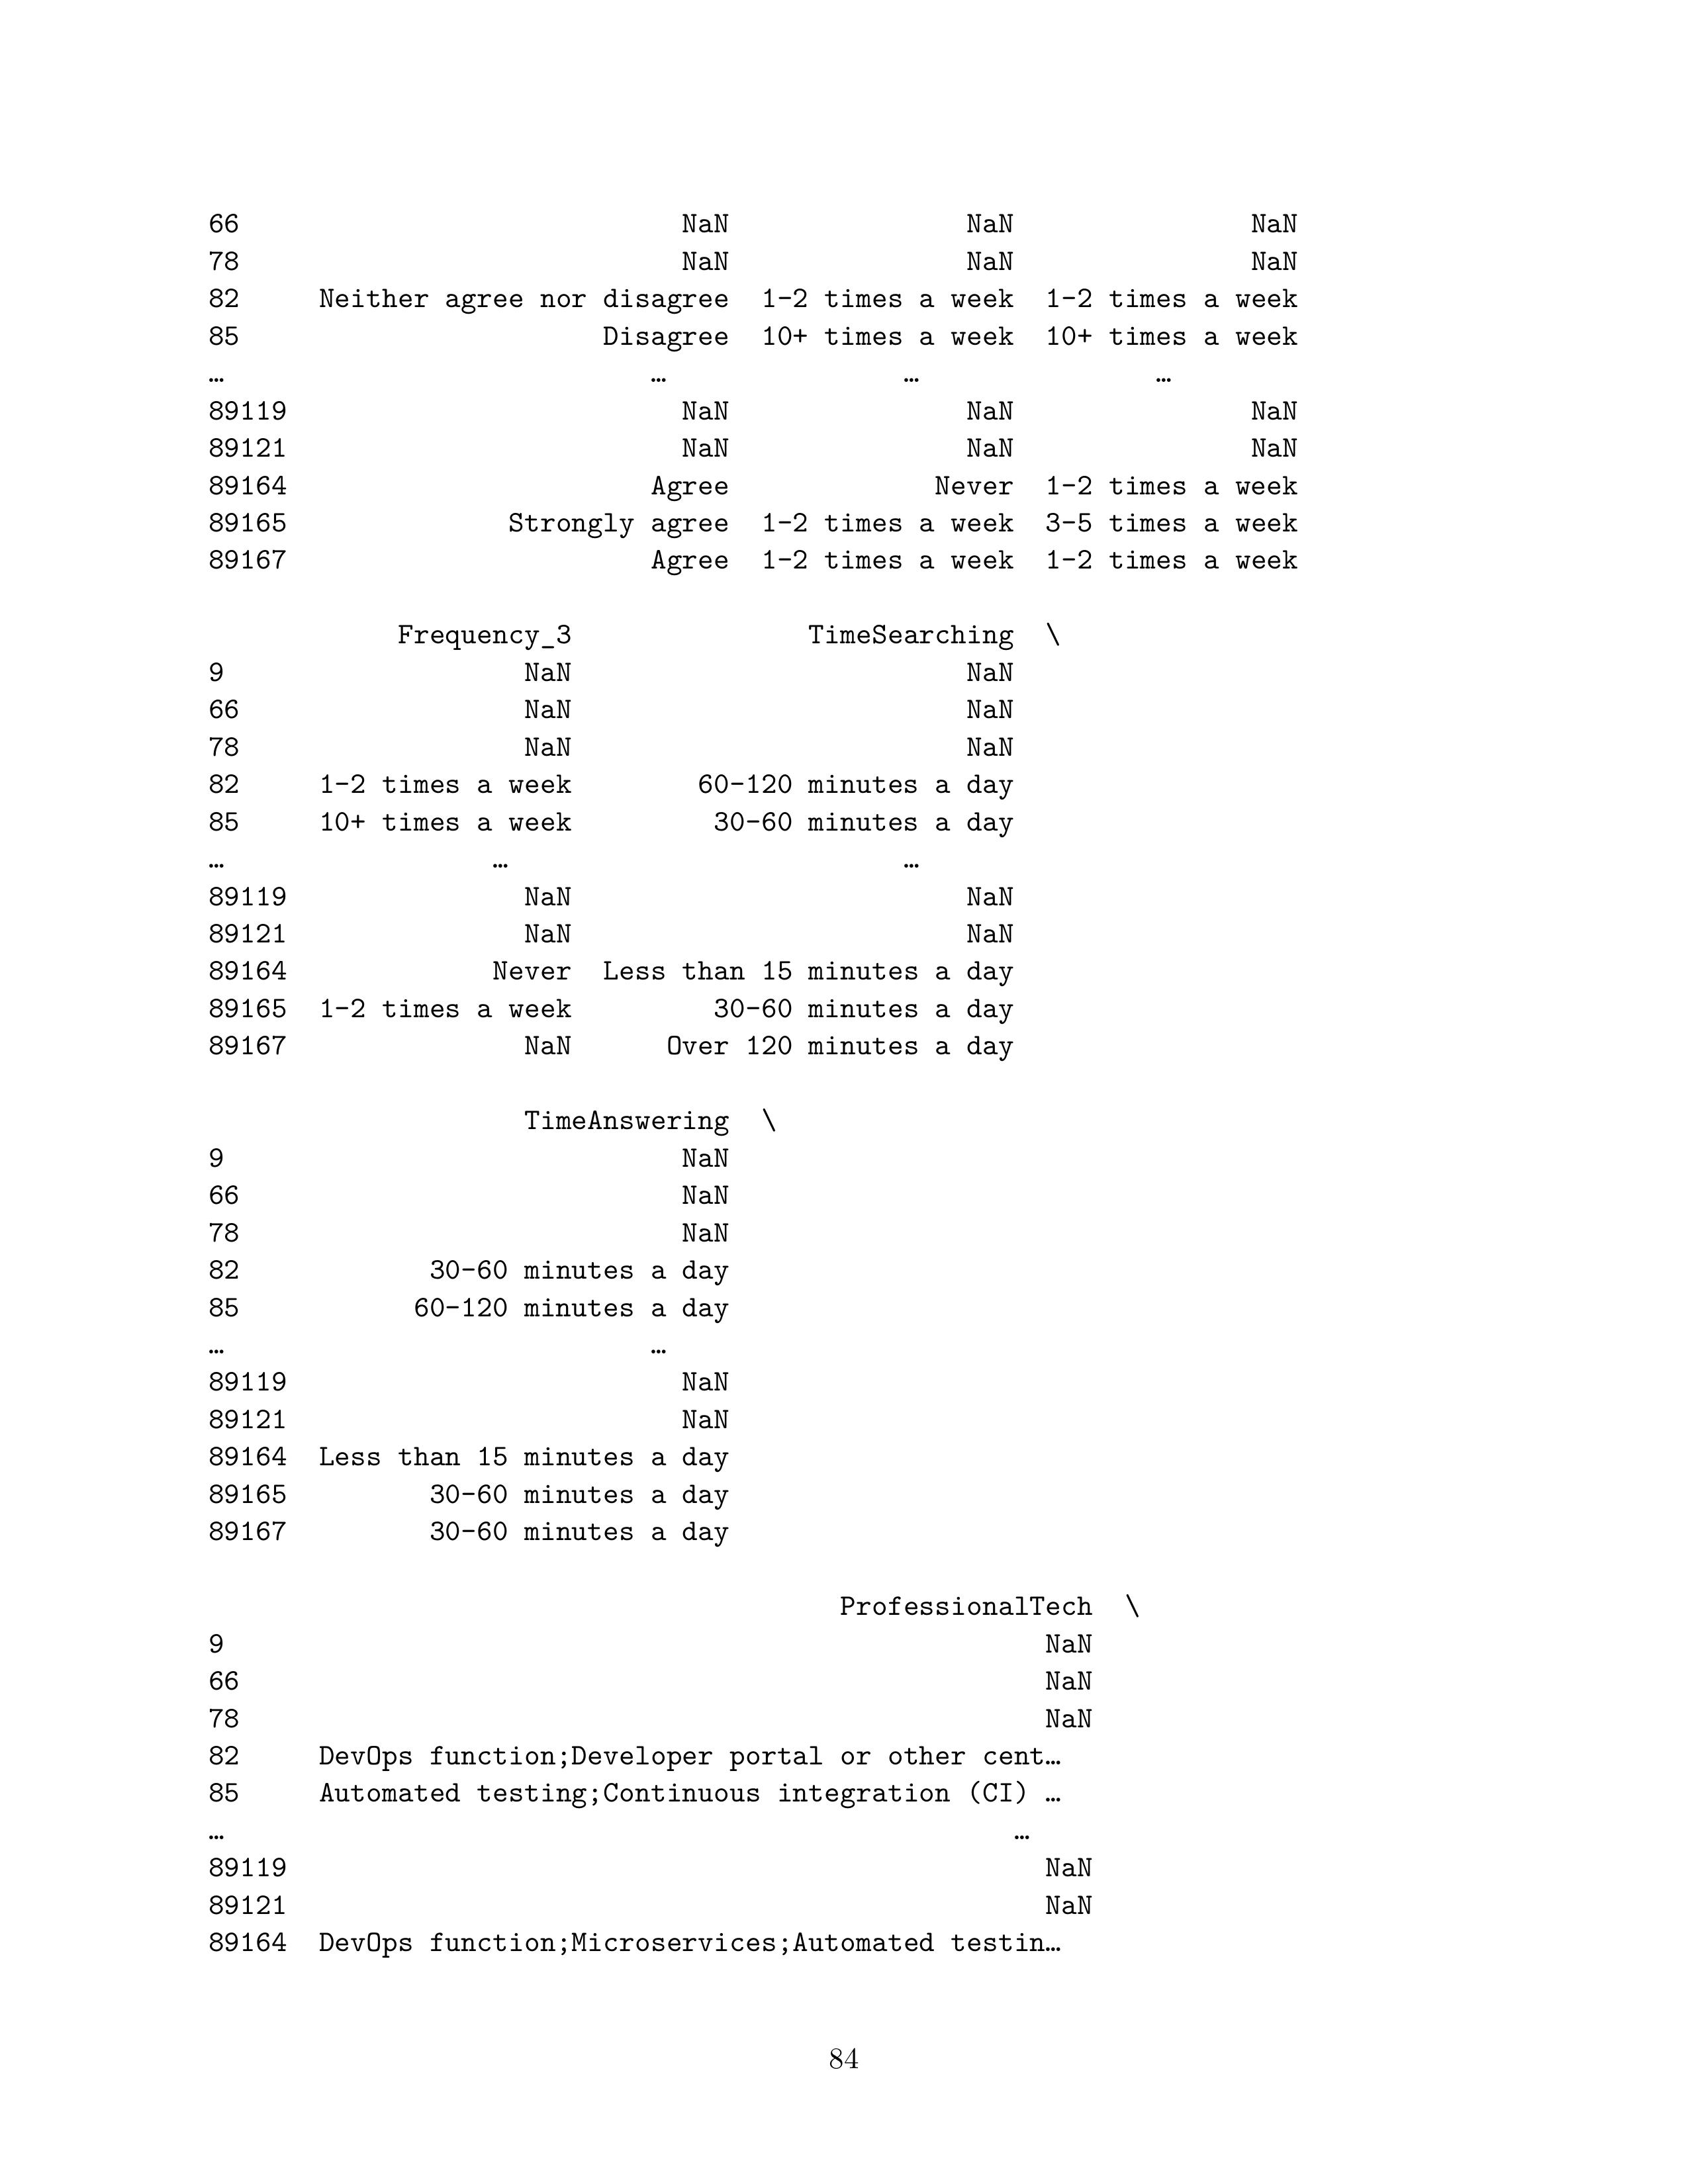 66                             NaN               NaN               NaN
78                             NaN               NaN               NaN
82     Neither agree nor disagree  1-2 times a week  1-2 times a week
85                       Disagree  10+ times a week  10+ times a week
…                           …               …               …
89119                          NaN               NaN               NaN
89121                          NaN               NaN               NaN
89164                       Agree             Never  1-2 times a week
89165              Strongly agree  1-2 times a week  3-5 times a week
89167                       Agree  1-2 times a week  1-2 times a week
            Frequency_3               TimeSearching  \
9                   NaN                         NaN
66                  NaN                         NaN
78                  NaN                         NaN
82     1-2 times a week        60-120 minutes a day
85     10+ times a week         30-60 minutes a day
…                 …                         …
89119               NaN                         NaN
89121               NaN                         NaN
89164             Never  Less than 15 minutes a day
89165  1-2 times a week         30-60 minutes a day
89167               NaN      Over 120 minutes a day
                    TimeAnswering  \
9                             NaN
66                            NaN
78                            NaN
82            30-60 minutes a day
85           60-120 minutes a day
…                           …
89119                         NaN
89121                         NaN
89164  Less than 15 minutes a day
89165         30-60 minutes a day
89167         30-60 minutes a day
                                        ProfessionalTech  \
9                                                    NaN
66                                                   NaN
78                                                   NaN
82     DevOps function;Developer portal or other cent…
85     Automated testing;Continuous integration (CI) …
…                                                  …
89119                                                NaN
89121                                                NaN
89164  DevOps function;Microservices;Automated testin…
84